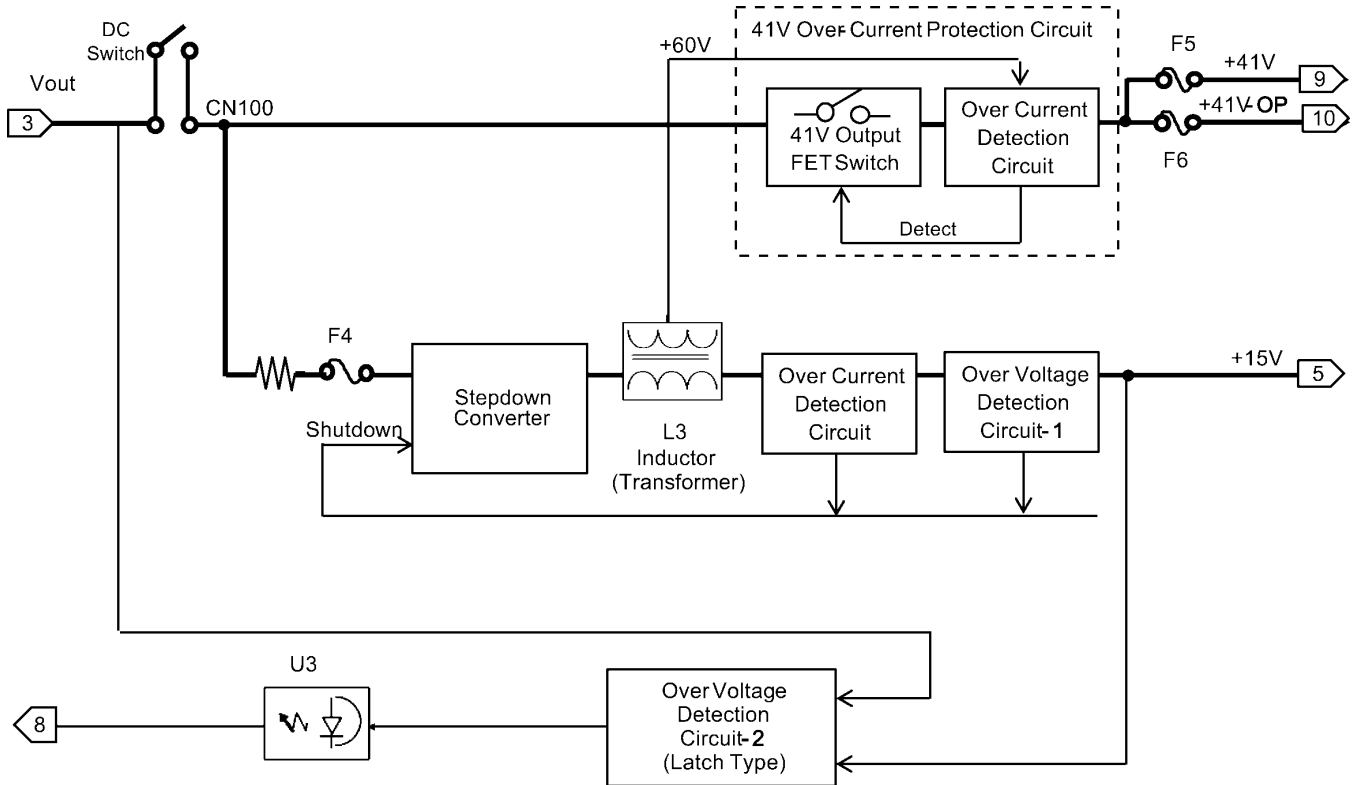 DC
Switch
Vout
3
CN100
+60V
41V Over-Current Protection Circuit
41V Output
FET Switch
Over Current
Detection
Circuit
Detect
F5
+41V
9
+41V-OP
10
F6
F4
Shutdown
Stepdown
Converter
L3
Inductor
(Transformer)
Over Current
Detection
Circuit
Over Voltage
Detection
Circuit-1
+15V
5
U3
8
Over Voltage
Detection
Circuit-2
(Latch Type)